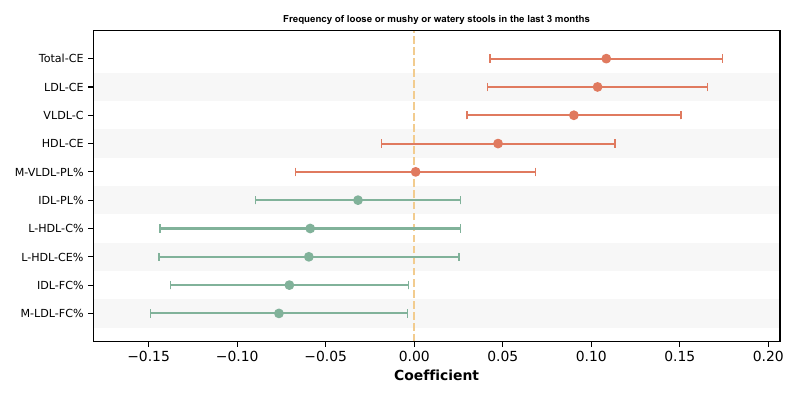 Frequency of loose or mushy or watery stools in the last 3 months
Total-CE
LDL-CE
VLDL-C
HDL-CE
M-VLDL-PL%
IDL-PL%
L-HDL-C%
L-HDL-CE%
IDL-FC%
M-LDL-FC%
−0.15 −0.10 −0.05 0.00 0.05 0.10 0.15 0.20
Coefficient